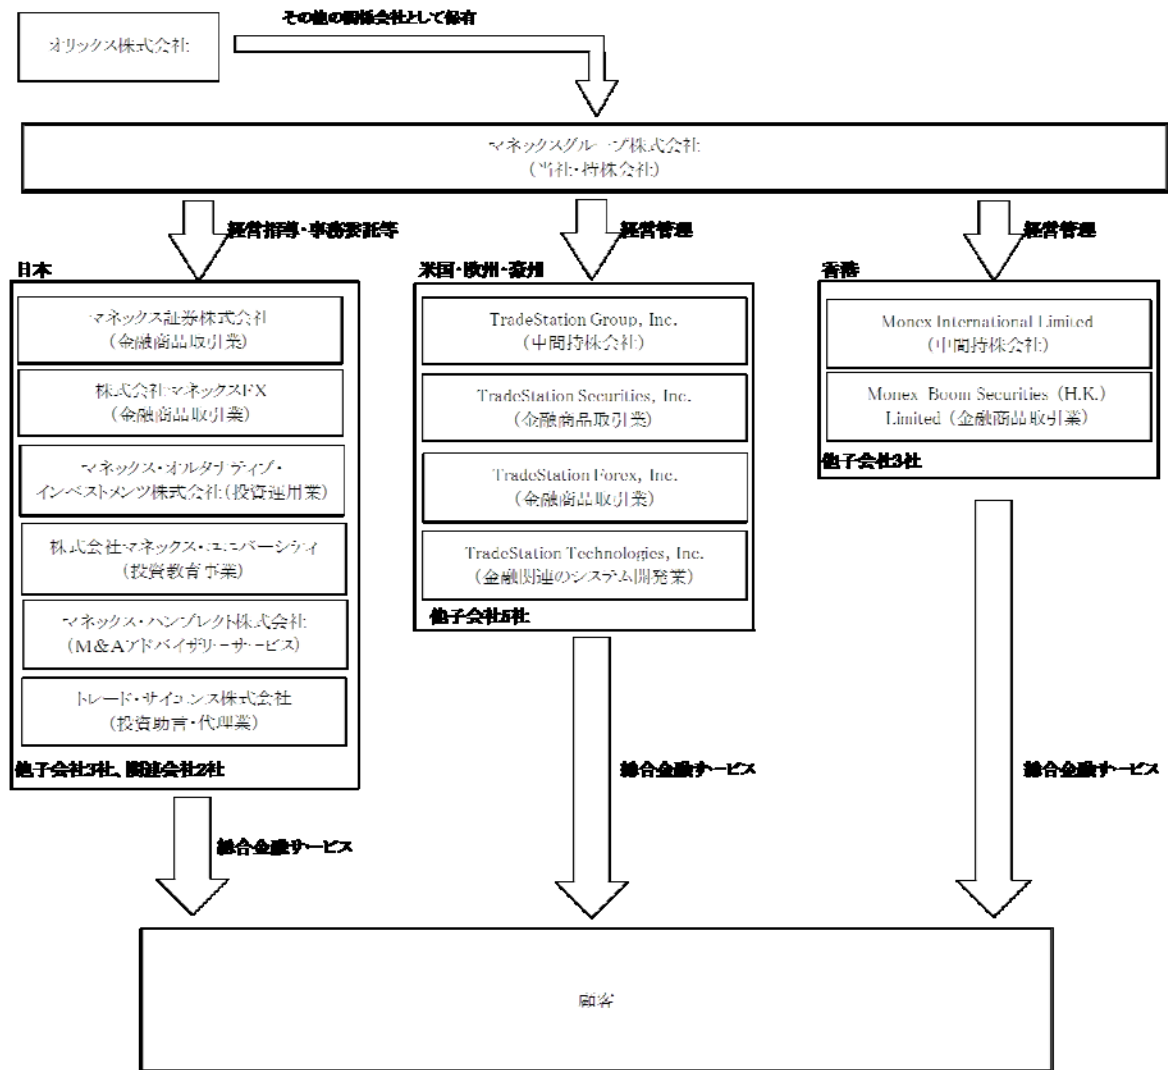 その他の関係会社として保有
オリックス株式会社
マネックスグループ株式会社
(当社・持株会社)
経営指導・事務委託等
経営管理
経営管理
日本
マネックス証券株式会社
(金融商品取引業)
株式会社マネックスFX
(金融商品取引業)
マネックス・オルタナティブ・
インベストメンツ株式会社(投資運用業)
株式会社マネックス・ユニバーシティ
(投資教育事業)
マネックス・ハンブレクト株式会社
(M&Aアドバイザリーサービス)
トレード・サイエンス株式会社
(投資助言・代理業)
他子会社3社、関連会社2社
総合金融サービス
米国・欧州・豪州
TradeStation Group, Inc.
(中間持株会社)
TradeStation Securities, Inc.
(金融商品取引業)
TradeStation Forex, Inc.
(金融商品取引業)
TradeStation Technologies, Inc.
(金融関連のシステム開発業)
他子会社5社
総合金融サービス
香港
Monex International Limited
(中間持株会社)
Monex Boom Securities (H.K.)
Limited (金融商品取引業)
他子会社3社
総合金融サービス
顧客